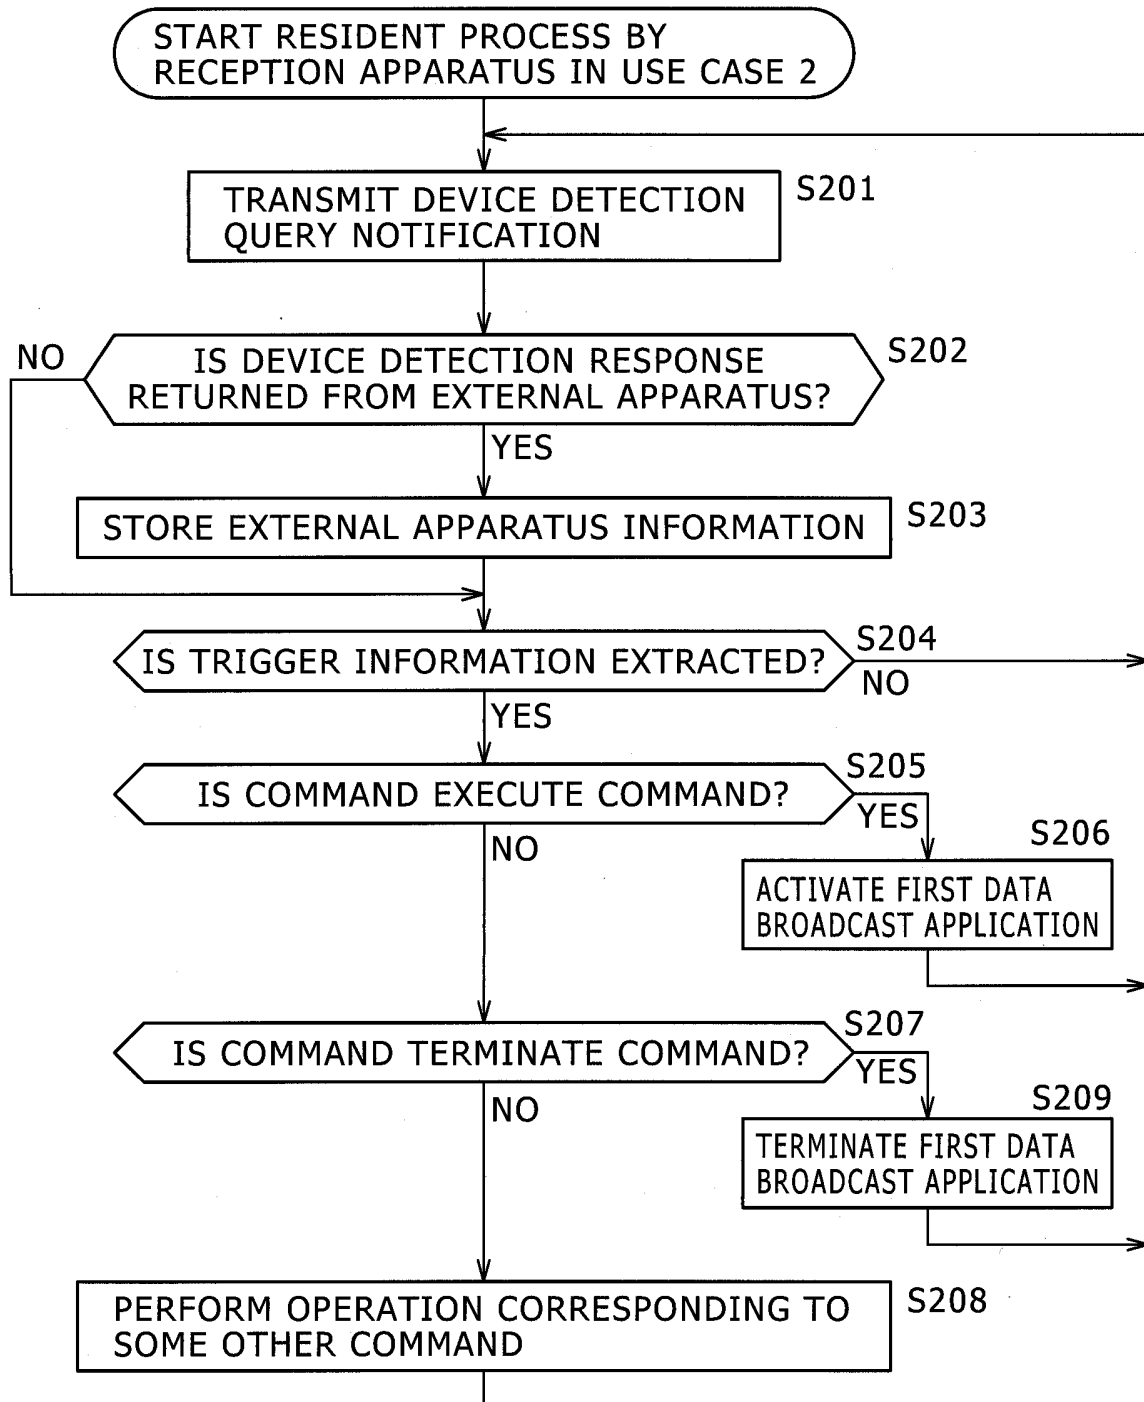 START RESIDENT PROCESS BY
RECEPTION APPARATUS IN USE CASE 2
S201
TRANSMIT DEVICE DETECTION
QUERY NOTIFICATION
S202
NO
IS DEVICE DETECTION RESPONSE
RETURNED FROM EXTERNAL APPARATUS?
YES
S203
STORE EXTERNAL APPARATUS INFORMATION
S204
IS TRIGGER INFORMATION EXTRACTED?
NO
YES
S205
IS COMMAND EXECUTE COMMAND?
YES
NO
S206
ACTIVATE FIRST DATA
BROADCAST APPLICATION
S207
IS COMMAND TERMINATE COMMAND?
YES
NO
S209
TERMINATE FIRST DATA
BROADCAST APPLICATION
S208
PERFORM OPERATION CORRESPONDING TO
SOME OTHER COMMAND